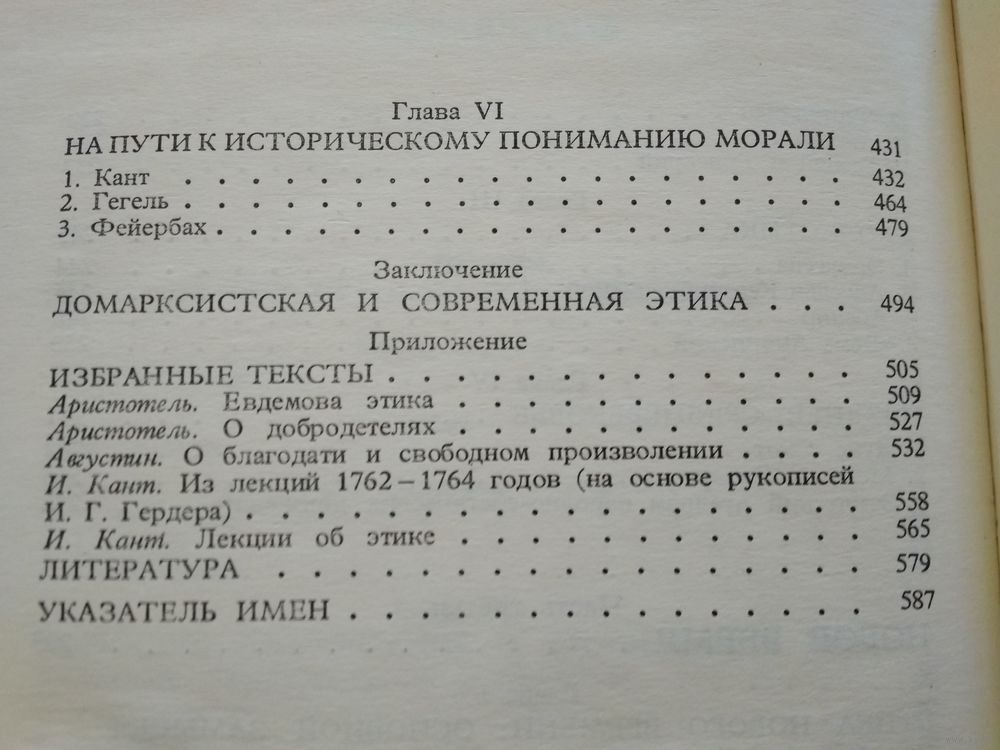 Глава VI
НА ПУТИ К ИСТОРИЧЕСКОМУ ПОНИМАНИЮ МОРАЛИ 431
1. Кант . . . . . . . . . . . . . . . . . . . . 432
2. Гегель . . . . . . . . . . . . . . . . . . . . 464
3. Фейербах . . . . . . . . . . . . . . . . . . . 479
Заключение
ДОМАРКСИСТСКАЯ И СОВРЕМЕННАЯ ЭТИКА . . . 494
Приложение
ИЗБРАННЫЕ ТЕКСТЫ . . . . . . . . . . . . . . 505
Аристотель. Евдемова этика . . . . . . . . . . . . 509
Аристотель. О добродетелях . . . . . . . . . . . . 527
Августин. О благодати и свободном произволении . . . . 532
И. Кант. Из лекций 1762–1764 годов (на основе рукописей
И. Г. Гердера) . . . . . . . . . . . . . . . . . . 558
И. Кант. Лекции об этике . . . . . . . . . . . . 565
ЛИТЕРАТУРА . . . . . . . . . . . . . . . . . 579
УКАЗАТЕЛЬ ИМЕН . . . . . . . . . . . . . . . 587